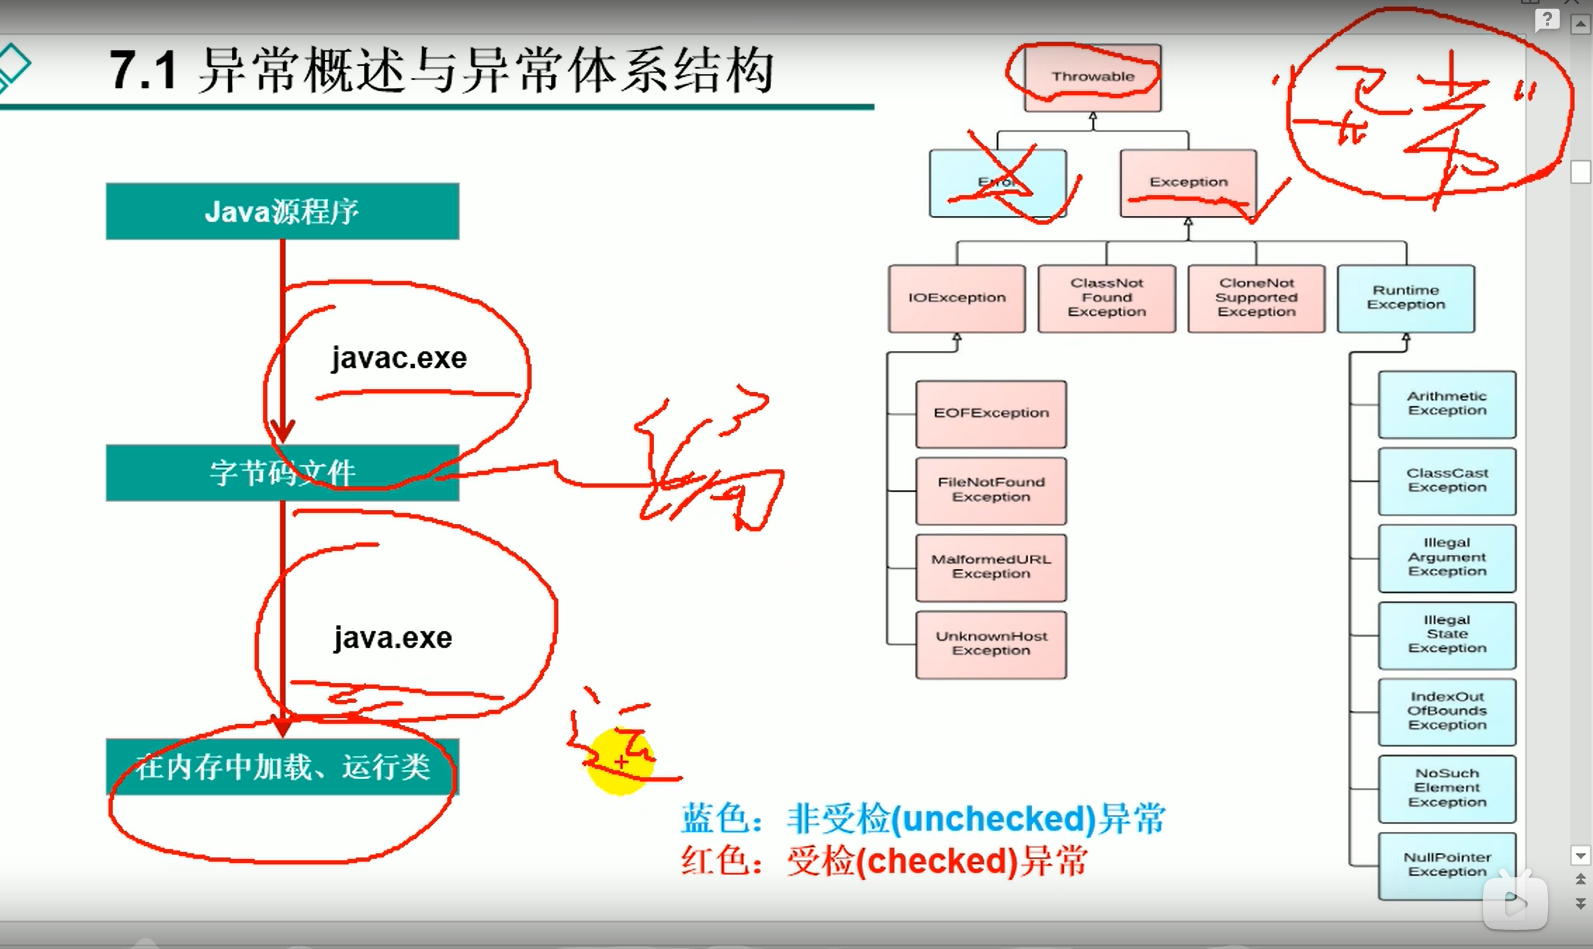 7.1 异常概述与异常体系结构
Java源程序
javac.exe
字节码文件
java.exe
在内存中加载、运行类
编
运
"异常"
Throwable
Error
Exception
IOException
ClassNot
Found
Exception
CloneNot
Supported
Exception
Runtime
Exception
EOFException
FileNotFound
Exception
MalformedURL
Exception
UnknownHost
Exception
Arithmetic
Exception
ClassCast
Exception
Illegal
Argument
Exception
Illegal
State
Exception
IndexOut
OfBounds
Exception
NoSuch
Element
Exception
NullPointer
Exception
蓝色：非受检(unchecked)异常
红色：受检(checked)异常
?